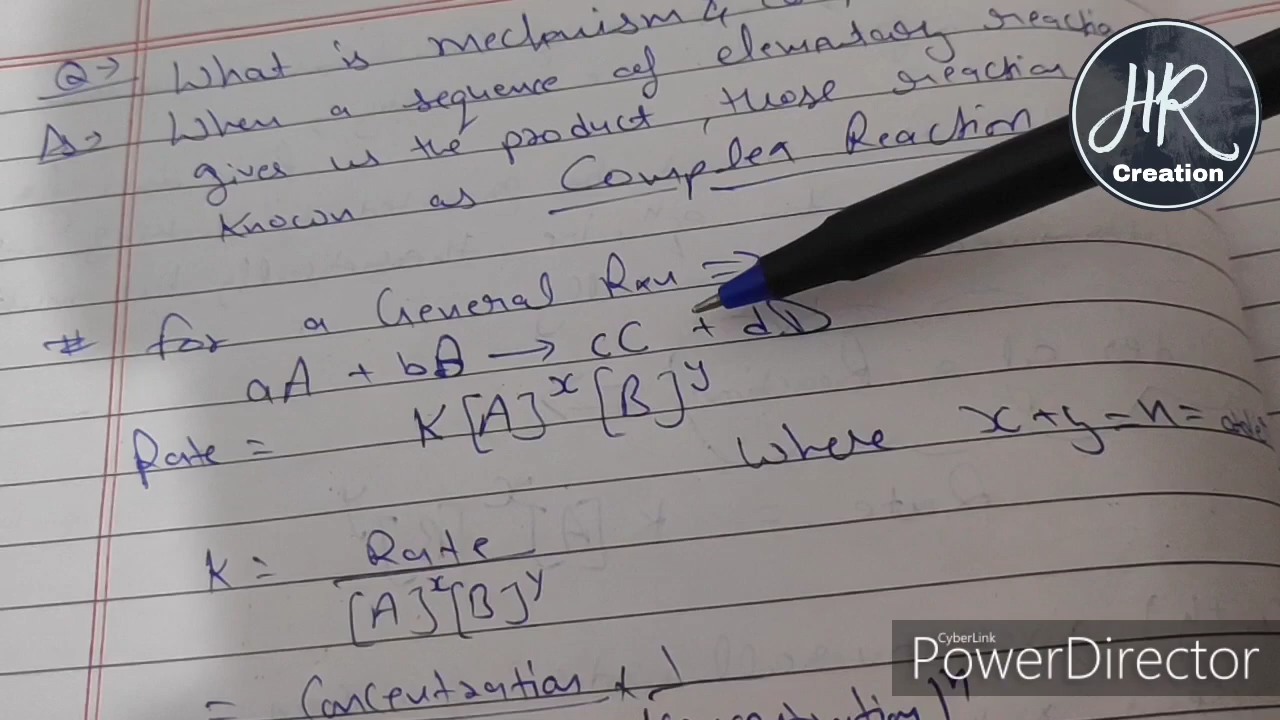 Q→ What is mechanism
A→ When a sequence of elementary reactio
gives us the product, those reaction
Known as Complex Reaction
# for a General Rxn ⇒
aA + bB → cC + dD
Rate = K[A]^x [B]^y
Where x+y=n=
K = Rate
[A]^x[B]^y
= Concentration ×
HR
Creation
CyberLink
PowerDirector